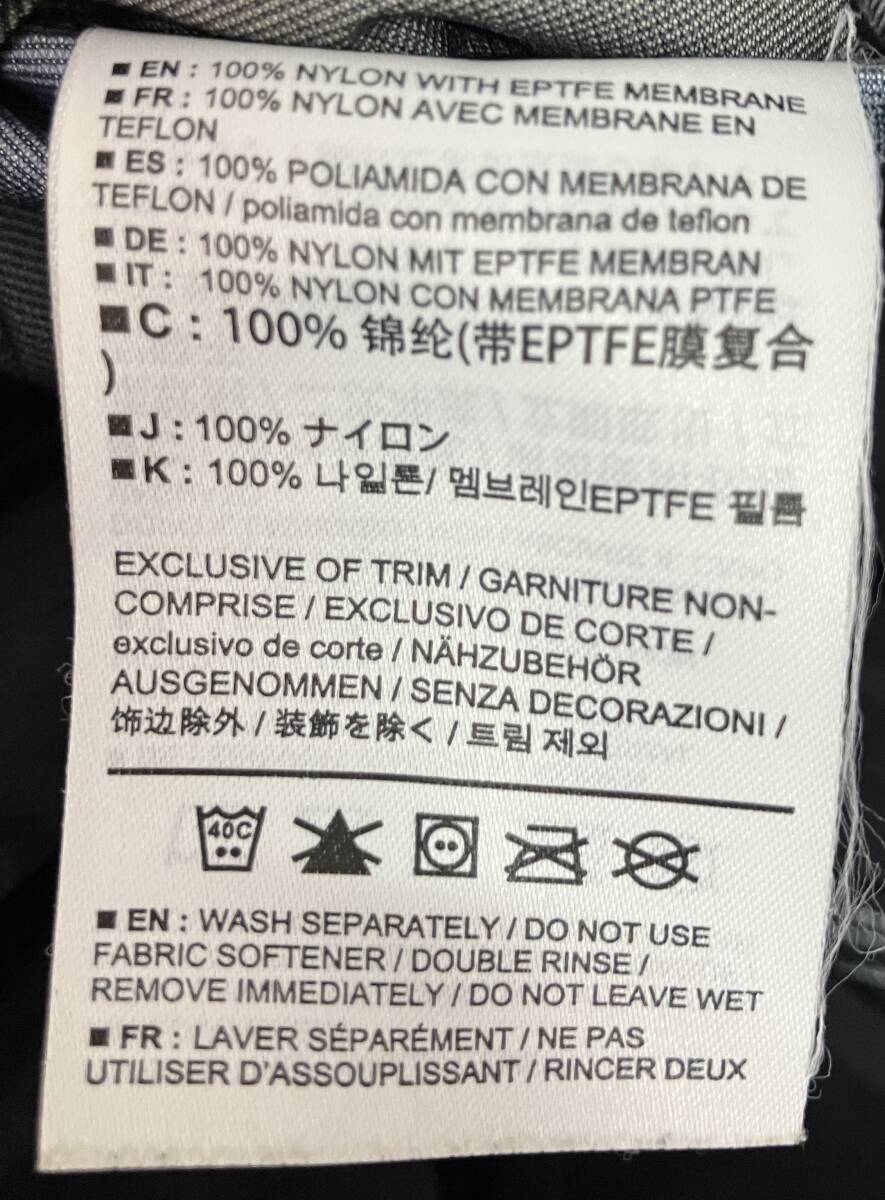 ■ EN : 100% NYLON WITH EPTFE MEMBRANE
■ FR : 100% NYLON AVEC MEMBRANE EN
TEFLON
■ ES : 100% POLIAMIDA CON MEMBRANA DE
TEFLON / poliamida con membrana de teflon
■ DE : 100% NYLON MIT EPTFE MEMBRAN
■ IT : 100% NYLON CON MEMBRANA PTFE
■ C : 100% 锦纶(带EPTFE膜复合
)
■ J : 100% ナイロン
■ K : 100% 나일론/ 멤브레인EPTFE 필름
EXCLUSIVE OF TRIM / GARNITURE NON-
COMPRISE / EXCLUSIVO DE CORTE /
exclusivo de corte / NÄHZUBEHÖR
AUSGENOMMEN / SENZA DECORAZIONI /
饰边除外 / 装飾を除く / 트림 제외
40C
■ EN : WASH SEPARATELY / DO NOT USE
FABRIC SOFTENER / DOUBLE RINSE /
REMOVE IMMEDIATELY / DO NOT LEAVE WET
■ FR : LAVER SÉPARÉMENT / NE PAS
UTILISER D'ASSOUPLISSANT / RINCER DEUX